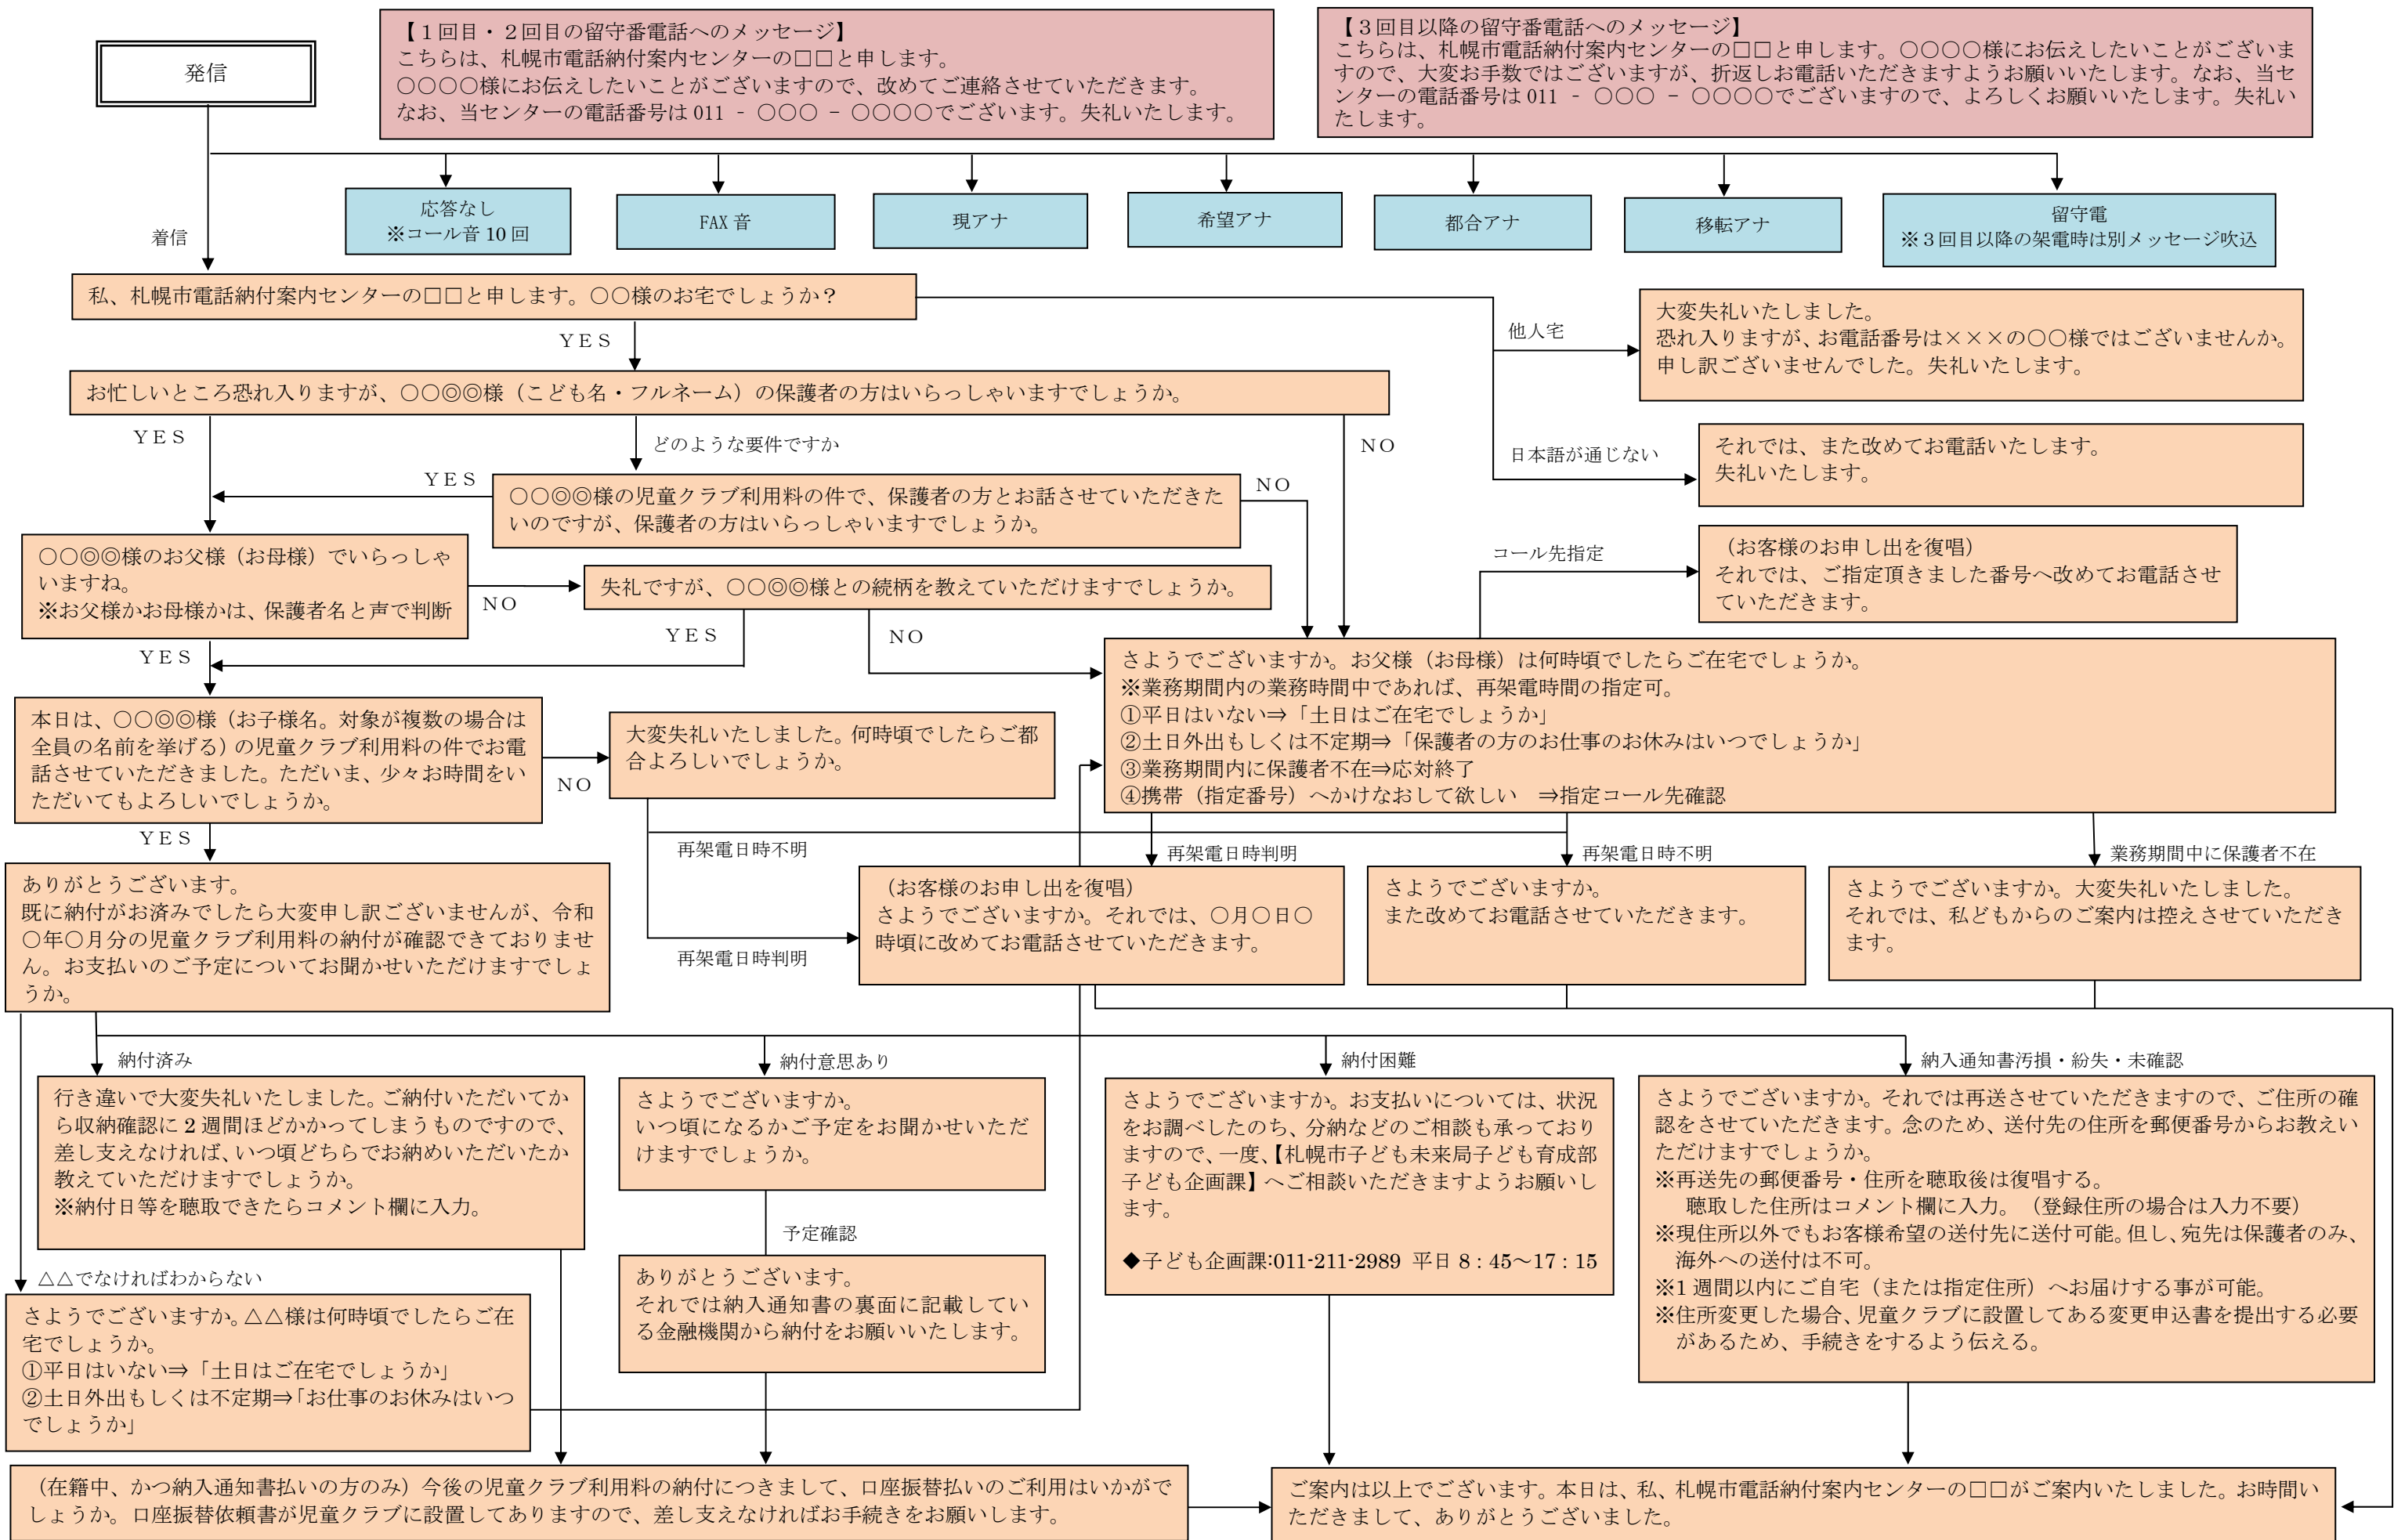 【１回目・２回目の留守番電話へのメッセージ】
こちらは、札幌市電話納付案内センターの□□と申します。
○○○○様にお伝えしたいことがございますので、改めてご連絡させていただきます。
なお、当センターの電話番号は 011 - ○○○ - ○○○○でございます。失礼いたします。
【３回目以降の留守番電話へのメッセージ】
こちらは、札幌市電話納付案内センターの□□と申します。○○○○様にお伝えしたいことがございま
すので、大変お手数ではございますが、折返しお電話いただきますようお願いいたします。なお、当セ
ンターの電話番号は 011 - ○○○ - ○○○○でございますので、よろしくお願いいたします。失礼い
たします。
発信
応答なし
※コール音 10 回
FAX 音
現アナ
希望アナ
都合アナ
移転アナ
留守電
※３回目以降の架電時は別メッセージ吹込
着信
私、札幌市電話納付案内センターの□□と申します。○○様のお宅でしょうか？
他人宅
大変失礼いたしました。
恐れ入りますが、お電話番号は×××の○○様ではございませんか。
申し訳ございませんでした。失礼いたします。
ＹＥＳ
お忙しいところ恐れ入りますが、○○◎◎様（こども名・フルネーム）の保護者の方はいらっしゃいますでしょうか。
日本語が通じない
それでは、また改めてお電話いたします。
失礼いたします。
ＹＥＳ
どのような要件ですか
ＮＯ
ＹＥＳ
○○◎◎様の児童クラブ利用料の件で、保護者の方とお話させていただきた
いのですが、保護者の方はいらっしゃいますでしょうか。
ＮＯ
○○◎◎様のお父様（お母様）でいらっしゃ
いますね。
※お父様かお母様かは、保護者名と声で判断
ＮＯ
失礼ですが、○○◎◎様との続柄を教えていただけますでしょうか。
コール先指定
（お客様のお申し出を復唱）
それでは、ご指定頂きました番号へ改めてお電話させ
ていただきます。
ＹＥＳ
ＹＥＳ
ＮＯ
さようでございますか。お父様（お母様）は何時頃でしたらご在宅でしょうか。
※業務期間内の業務時間中であれば、再架電時間の指定可。
①平日はいない⇒「土日はご在宅でしょうか」
②土日外出もしくは不定期⇒「保護者の方のお仕事のお休みはいつでしょうか」
③業務期間内に保護者不在⇒応対終了
④携帯（指定番号）へかけなおして欲しい　⇒指定コール先確認
本日は、○○◎◎様（お子様名。対象が複数の場合は
全員の名前を挙げる）の児童クラブ利用料の件でお電
話させていただきました。ただいま、少々お時間をい
ただいてもよろしいでしょうか。
ＮＯ
大変失礼いたしました。何時頃でしたらご都
合よろしいでしょうか。
ＹＥＳ
再架電日時不明
再架電日時判明
再架電日時不明
業務期間中に保護者不在
ありがとうございます。
既に納付がお済みでしたら大変申し訳ございませんが、令和
○年○月分の児童クラブ利用料の納付が確認できておりませ
ん。お支払いのご予定についてお聞かせいただけますでしょ
うか。
再架電日時判明
（お客様のお申し出を復唱）
さようでございますか。それでは、○月○日○
時頃に改めてお電話させていただきます。
さようでございますか。
また改めてお電話させていただきます。
さようでございますか。大変失礼いたしました。
それでは、私どもからのご案内は控えさせていただき
ます。
納付済み
行き違いで大変失礼いたしました。ご納付いただいてか
ら収納確認に 2 週間ほどかかってしまうものですので、
差し支えなければ、いつ頃どちらでお納めいただいたか
教えていただけますでしょうか。
※納付日等を聴取できたらコメント欄に入力。
納付意思あり
さようでございますか。
いつ頃になるかご予定をお聞かせいただ
けますでしょうか。
予定確認
ありがとうございます。
それでは納入通知書の裏面に記載してい
る金融機関から納付をお願いいたします。
納付困難
さようでございますか。お支払いについては、状況
をお調べしたのち、分納などのご相談も承っており
ますので、一度、【札幌市子ども未来局子ども育成部
子ども企画課】へご相談いただきますようお願いし
ます。
◆子ども企画課:011-211-2989 平日 8：45～17：15
納入通知書汚損・紛失・未確認
さようでございますか。それでは再送させていただきますので、ご住所の確
認をさせていただきます。念のため、送付先の住所を郵便番号からお教えい
ただけますでしょうか。
※再送先の郵便番号・住所を聴取後は復唱する。
聴取した住所はコメント欄に入力。（登録住所の場合は入力不要）
※現住所以外でもお客様希望の送付先に送付可能。但し、宛先は保護者のみ、
海外への送付は不可。
※1 週間以内にご自宅（または指定住所）へお届けする事が可能。
※住所変更した場合、児童クラブに設置してある変更申込書を提出する必要
があるため、手続きをするよう伝える。
△△でなければわからない
さようでございますか。△△様は何時頃でしたらご在
宅でしょうか。
①平日はいない⇒「土日はご在宅でしょうか」
②土日外出もしくは不定期⇒「お仕事のお休みはいつ
でしょうか」
（在籍中、かつ納入通知書払いの方のみ）今後の児童クラブ利用料の納付につきまして、口座振替払いのご利用はいかがで
しょうか。口座振替依頼書が児童クラブに設置してありますので、差し支えなければお手続きをお願いします。
ご案内は以上でございます。本日は、私、札幌市電話納付案内センターの□□がご案内いたしました。お時間い
ただきまして、ありがとうございました。